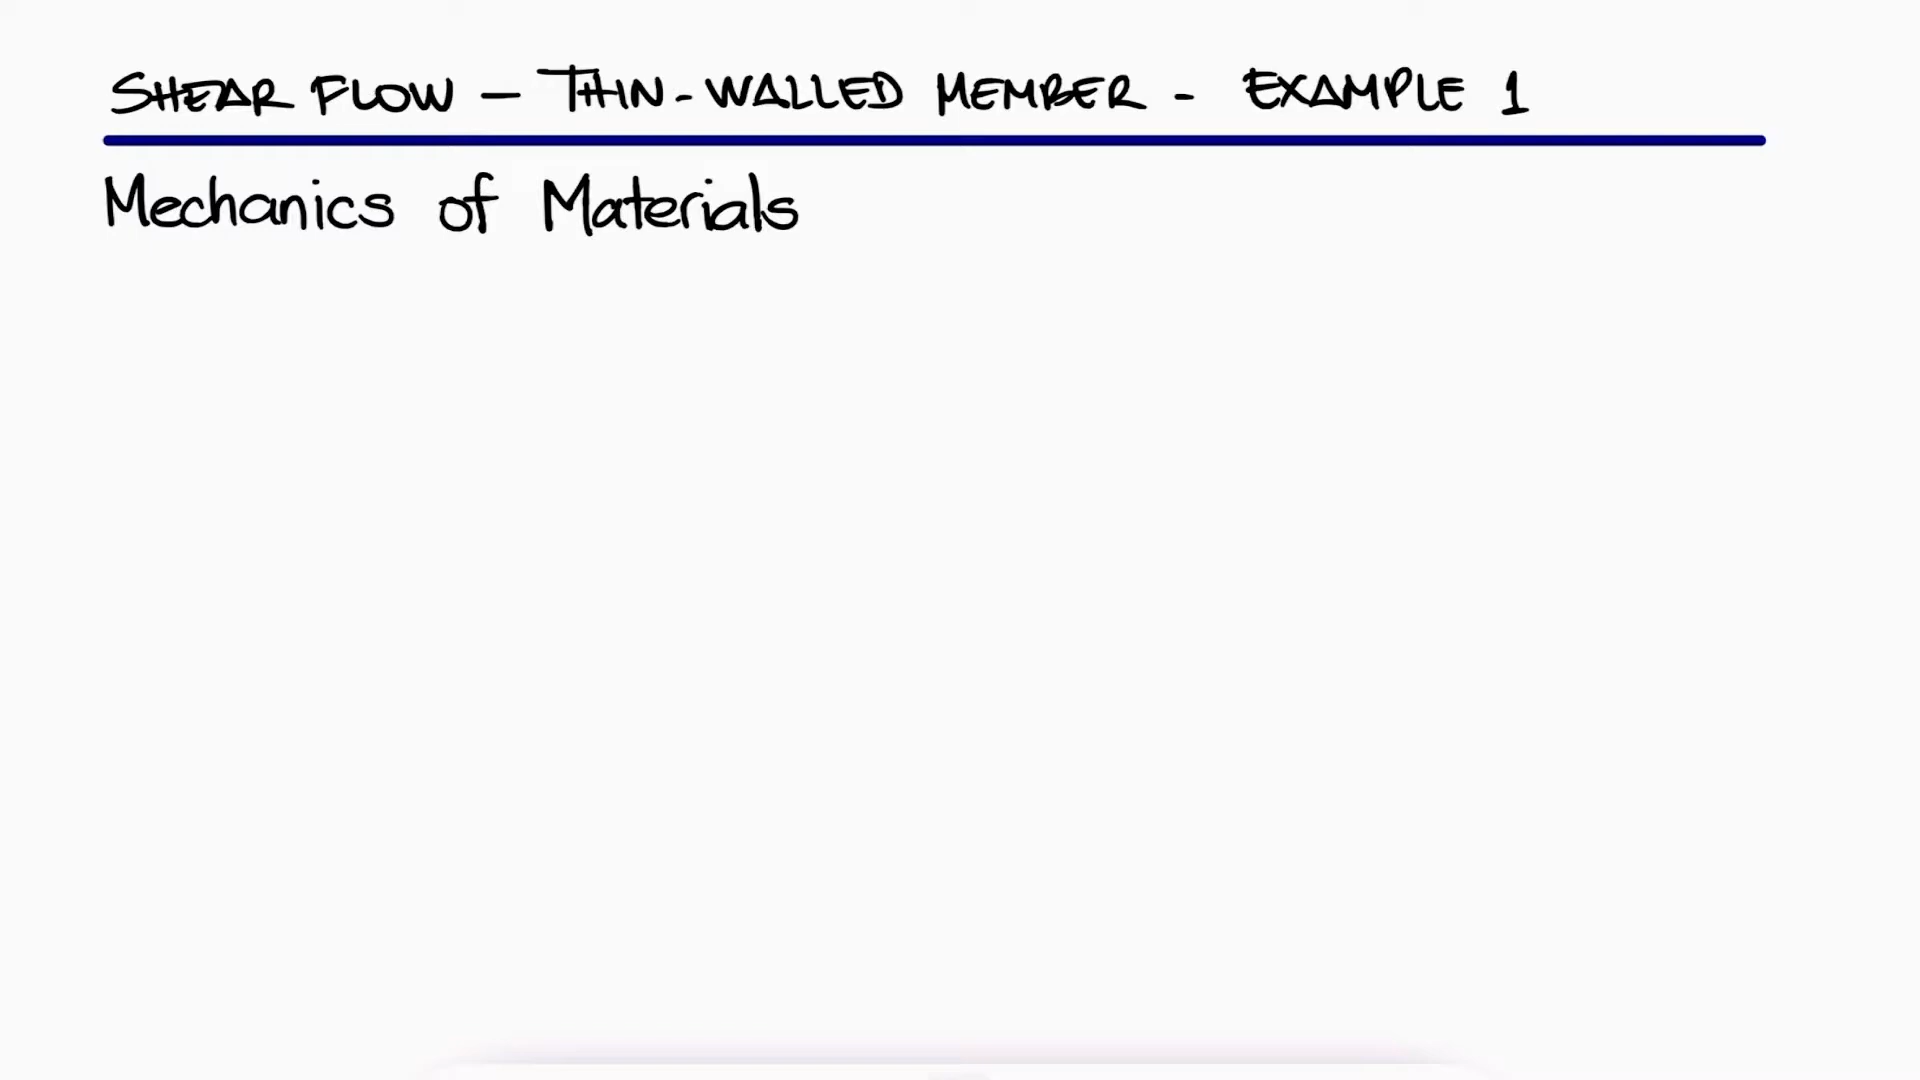 SHEAR FLOW – THIN-WALLED MEMBER - EXAMPLE 1
Mechanics of Materials